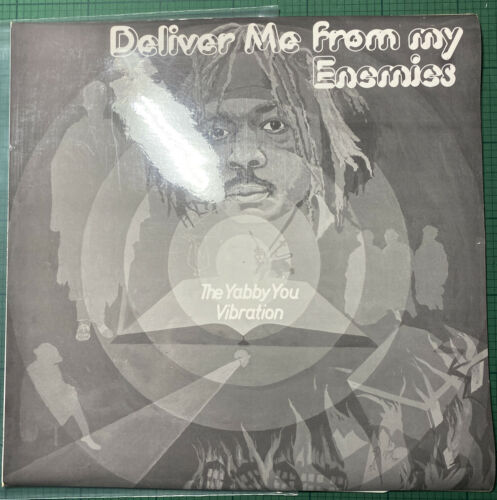 Deliver Me from my
Enemies
The Yabby You
Vibration